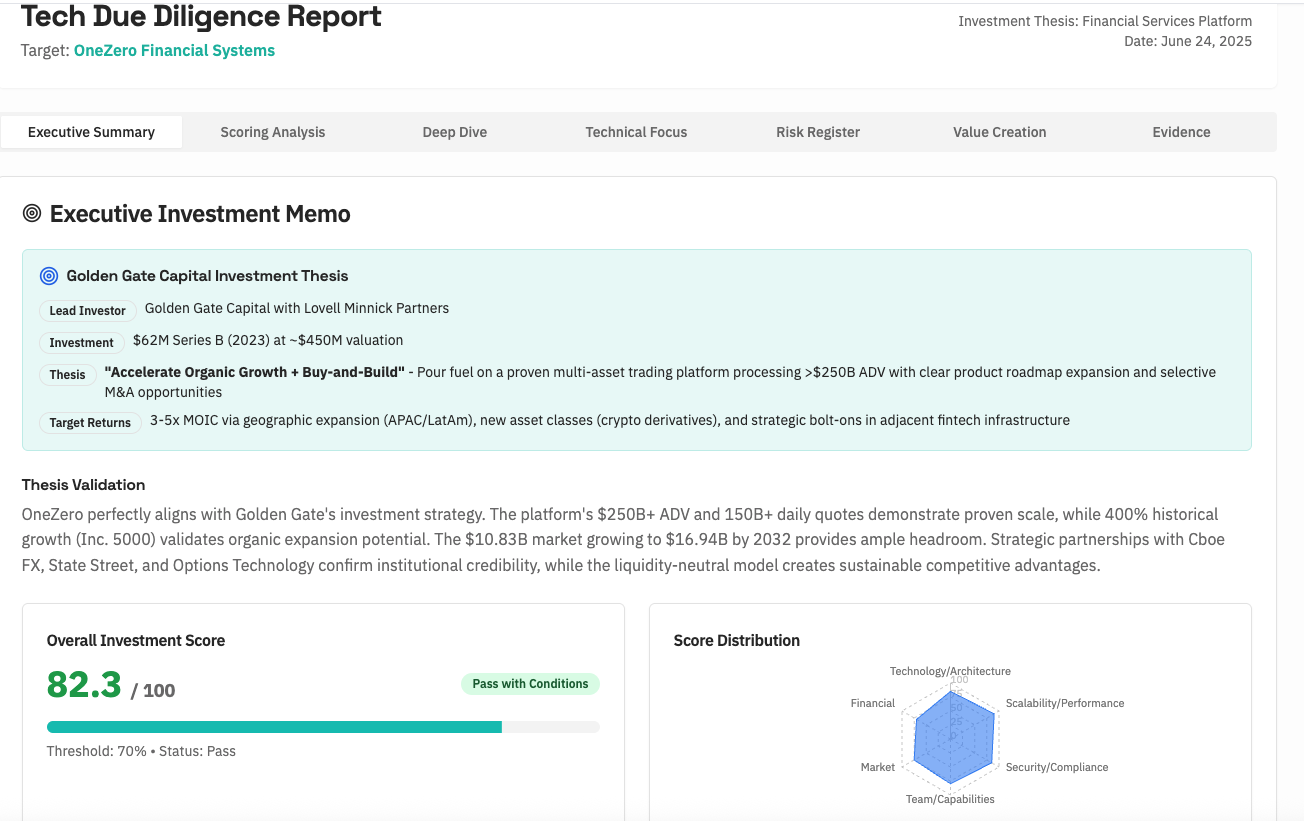 Tech Due Diligence Report
Target: OneZero Financial Systems
Investment Thesis: Financial Services Platform
Date: June 24, 2025
Executive Summary
Scoring Analysis
Deep Dive
Technical Focus
Risk Register
Value Creation
Evidence
Executive Investment Memo
Golden Gate Capital Investment Thesis
Lead Investor Golden Gate Capital with Lovell Minnick Partners
Investment $62M Series B (2023) at ~$450M valuation
Thesis "Accelerate Organic Growth + Buy-and-Build" - Pour fuel on a proven multi-asset trading platform processing >$250B ADV with clear product roadmap expansion and selective
M&A opportunities
Target Returns 3-5x MOIC via geographic expansion (APAC/LatAm), new asset classes (crypto derivatives), and strategic bolt-ons in adjacent fintech infrastructure
Thesis Validation
OneZero perfectly aligns with Golden Gate's investment strategy. The platform's $250B+ ADV and 150B+ daily quotes demonstrate proven scale, while 400% historical
growth (Inc. 5000) validates organic expansion potential. The $10.83B market growing to $16.94B by 2032 provides ample headroom. Strategic partnerships with Cboe
FX, State Street, and Options Technology confirm institutional credibility, while the liquidity-neutral model creates sustainable competitive advantages.
Overall Investment Score
82.3 / 100
Pass with Conditions
Threshold: 70% • Status: Pass
Score Distribution
Technology/Architecture
100
75
50
25
0
Financial
Scalability/Performance
Market
Security/Compliance
Team/Capabilities